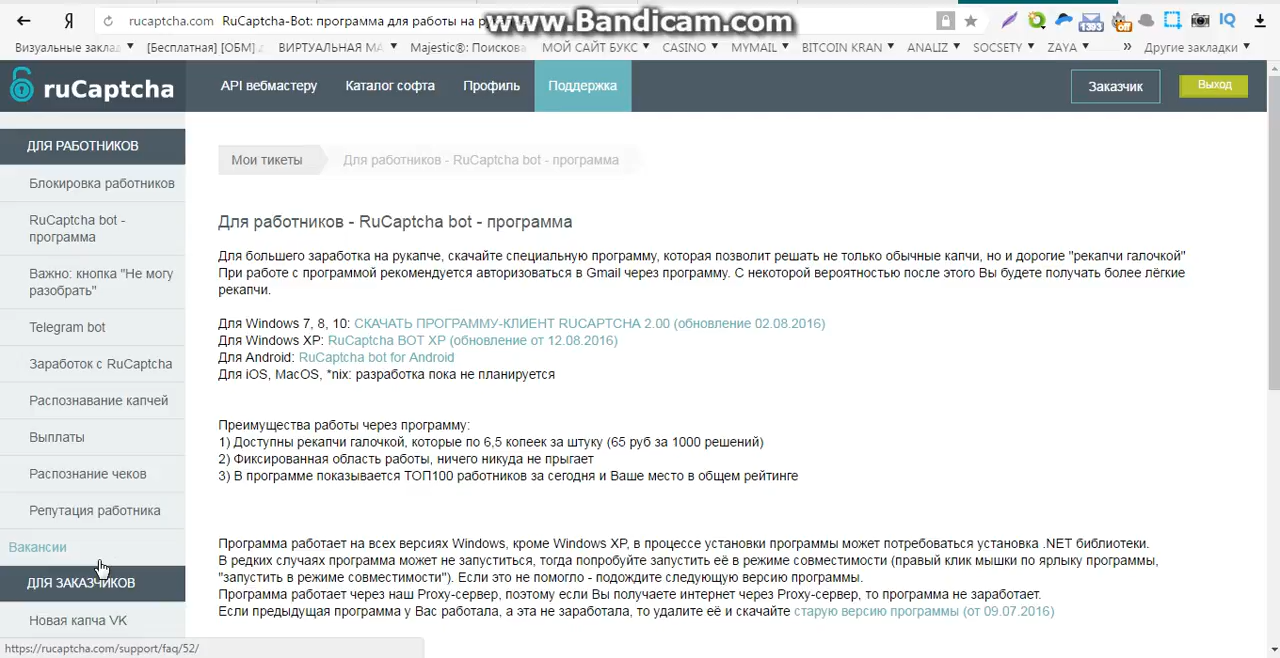 rucaptcha.com RuCaptcha-Bot: программа для работы на
www.Bandicam.com
1393
off
IQ
Визуальные заклад
[Бесплатная] [ОБМ]
ВИРТУАЛЬНАЯ МА
Majestic®: Поискова
МОЙ САЙТ БУКС
CASINO
MYMAIL
BITCOIN KRAN
ANALIZ
SOCSETY
ZAYA
»
Другие закладки
ruCaptcha
API вебмастеру
Каталог софта
Профиль
Поддержка
Заказчик
Выход
ДЛЯ РАБОТНИКОВ
Блокировка работников
RuCaptcha bot -
программа
Важно: кнопка "Не могу
разобрать"
Telegram bot
Заработок с RuCaptcha
Распознавание капчей
Выплаты
Распознание чеков
Репутация работника
Вакансии
ДЛЯ ЗАКАЗЧИКОВ
Новая капча VK
Мои тикеты
Для работников - RuCaptcha bot - программа
Для работников - RuCaptcha bot - программа
Для большего заработка на рукапче, скачайте специальную программу, которая позволит решать не только обычные капчи, но и дорогие "рекапчи галочкой"
При работе с программой рекомендуется авторизоваться в Gmail через программу. С некоторой вероятностью после этого Вы будете получать более лёгкие
рекапчи.
Для Windows 7, 8, 10: СКАЧАТЬ ПРОГРАММУ-КЛИЕНТ RUCAPTCHA 2.00 (обновление 02.08.2016)
Для Windows XP: RuCaptcha BOT XP (обновление от 12.08.2016)
Для Android: RuCaptcha bot for Android
Для iOS, MacOS, *nix: разработка пока не планируется
Преимущества работы через программу:
1) Доступны рекапчи галочкой, которые по 6,5 копеек за штуку (65 руб за 1000 решений)
2) Фиксированная область работы, ничего никуда не прыгает
3) В программе показывается ТОП100 работников за сегодня и Ваше место в общем рейтинге
Программа работает на всех версиях Windows, кроме Windows XP, в процессе установки программы может потребоваться установка .NET библиотеки.
В редких случаях программа может не запуститься, тогда попробуйте запустить её в режиме совместимости (правый клик мышки по ярлыку программы,
"запустить в режиме совместимости"). Если это не помогло - подождите следующую версию программы.
Программа работает через наш Proxy-сервер, поэтому если Вы получаете интернет через Proxy-сервер, то программа не заработает.
Если предыдущая программа у Вас работала, а эта не заработала, то удалите её и скачайте старую версию программы (от 09.07.2016)
https://rucaptcha.com/support/faq/52/